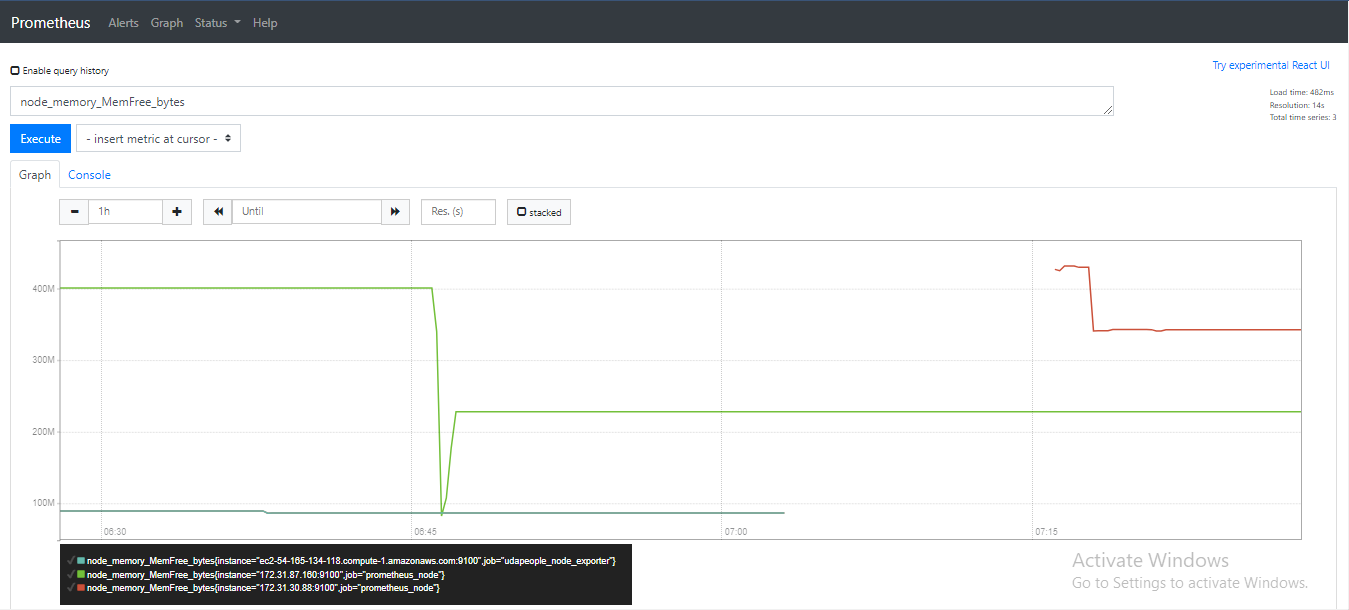 Prometheus Alerts Graph Status Help
Enable query history
Try experimental React UI
node_memory_MemFree_bytes
Load time: 482ms
Resolution: 14s
Total time series: 3
Execute - insert metric at cursor -
Graph Console
1h Until Res. (s) stacked
400M
300M
200M
100M
06:30 06:45 07:00 07:15
node_memory_MemFree_bytes{instance="ec2-54-165-134-118.compute-1.amazonaws.com:9100",job="udapeople_node_exporter"}
node_memory_MemFree_bytes{instance="172.31.87.160:9100",job="prometheus_node"}
node_memory_MemFree_bytes{instance="172.31.30.88:9100",job="prometheus_node"}
Activate Windows
Go to Settings to activate Windows.